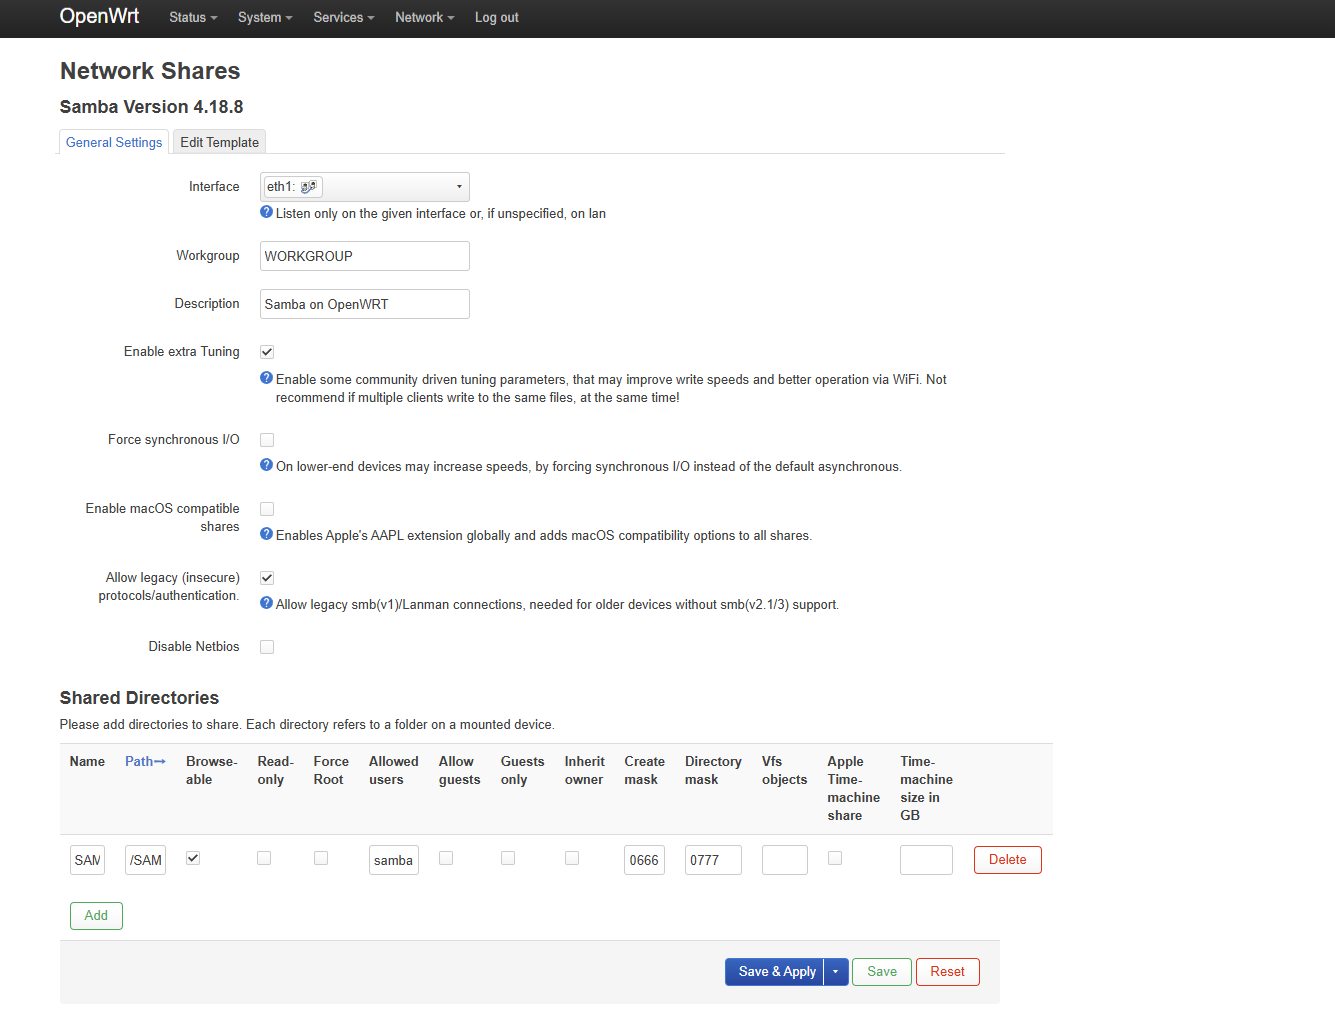 OpenWrt Status System Services Network Log out
Network Shares
Samba Version 4.18.8
General Settings Edit Template
Interface eth1:
Listen only on the given interface or, if unspecified, on lan
Workgroup WORKGROUP
Description Samba on OpenWRT
Enable extra Tuning
Enable some community driven tuning parameters, that may improve write speeds and better operation via WiFi. Not
recommend if multiple clients write to the same files, at the same time!
Force synchronous I/O
On lower-end devices may increase speeds, by forcing synchronous I/O instead of the default asynchronous.
Enable macOS compatible
shares
Enables Apple's AAPL extension globally and adds macOS compatibility options to all shares.
Allow legacy (insecure)
protocols/authentication.
Allow legacy smb(v1)/Lanman connections, needed for older devices without smb(v2.1/3) support.
Disable Netbios
Shared Directories
Please add directories to share. Each directory refers to a folder on a mounted device.
Name Path Browse- Read- Force Allowed Allow Guests Inherit Create Directory Vfs Apple Time-
able only Root users guests only owner mask mask objects Time- machine
machine size in
share GB
SAM /SAM samba 0666 0777 Delete
Add
Save & Apply Save Reset